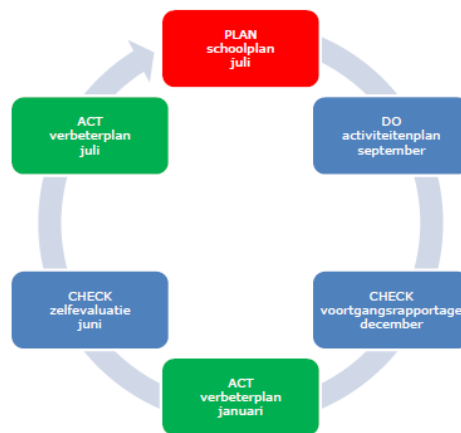 PLAN
schoolplan
juli
DO
activiteitenplan
september
CHECK
voortgangsrapportage
december
ACT
verbeterplan
januari
CHECK
zelfevaluatie
juni
ACT
verbeterplan
juli